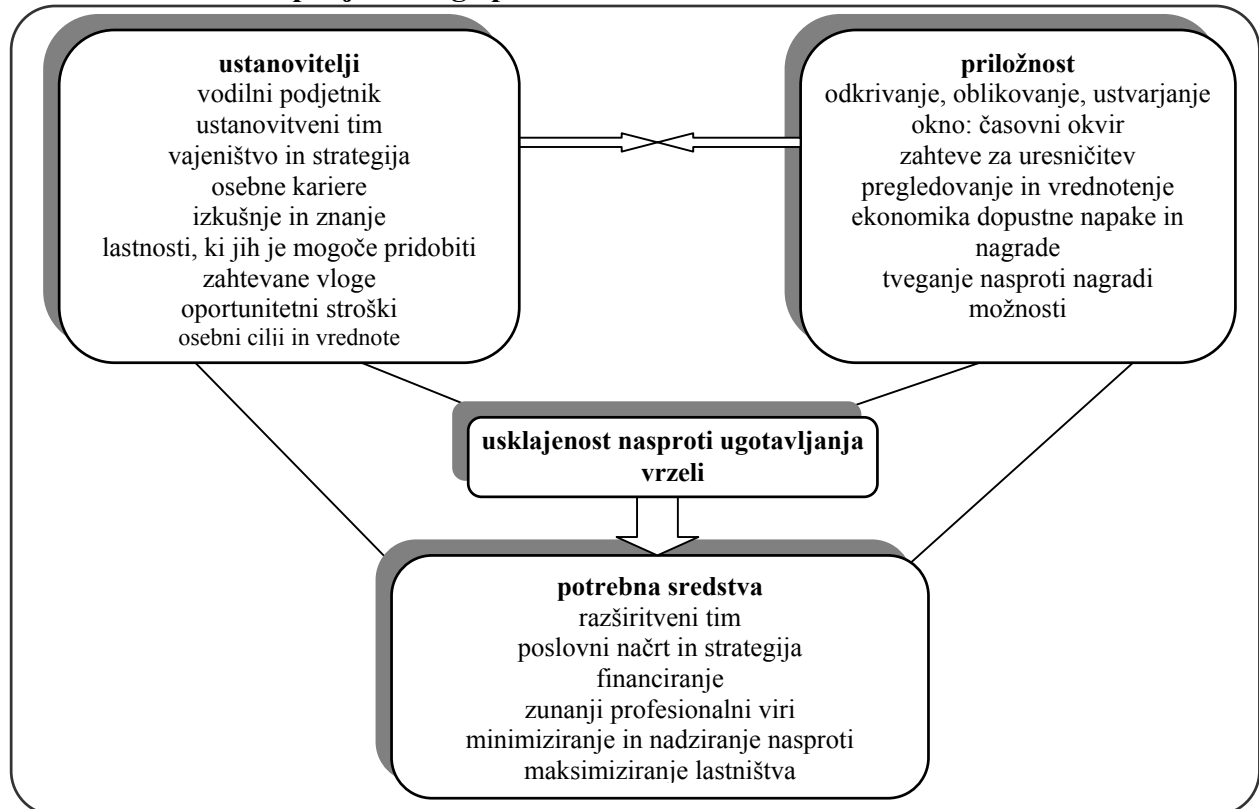 ustanovitelji
vodilni podjetnik
ustanovitveni tim
vajeništvo in strategija
osebne kariere
izkušnje in znanje
lastnosti, ki jih je mogoče pridobiti
zahtevane vloge
oportunitetni stroški
osebni cilji in vrednote
priložnost
odkrivanje, oblikovanje, ustvarjanje
okno: časovni okvir
zahteve za uresničitev
pregledovanje in vrednotenje
ekonomika dopustne napake in
nagrade
tveganje nasproti nagradi
možnosti
usklajenost nasproti ugotavljanja
vrzeli
potrebna sredstva
razširitveni tim
poslovni načrt in strategija
financiranje
zunanji profesionalni viri
minimiziranje in nadziranje nasproti
maksimiziranje lastništva